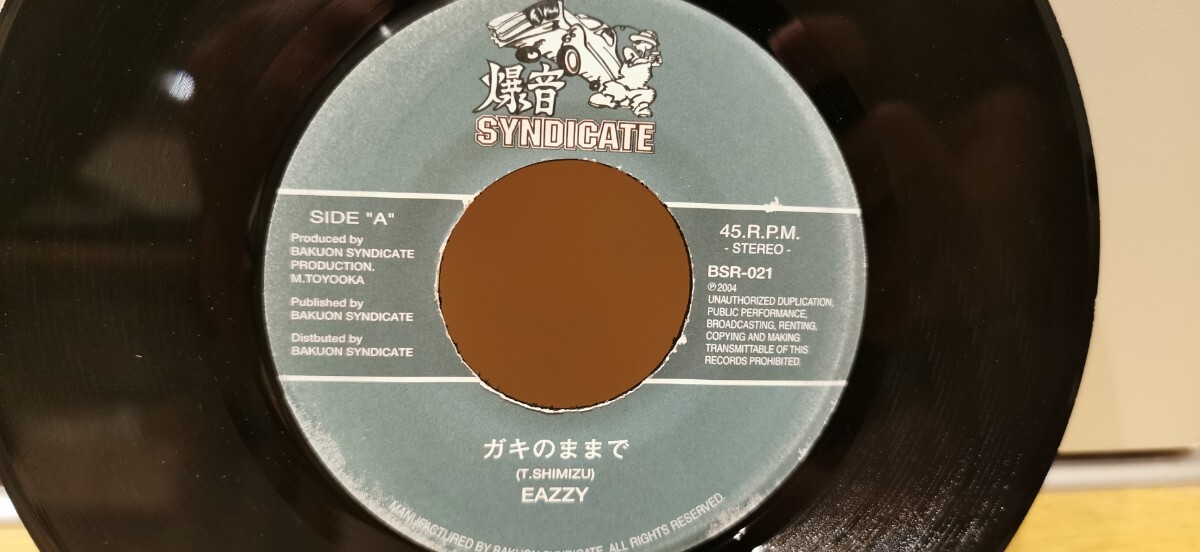 爆音
SYNDICATE
SIDE "A"
Produced by
BAKUON SYNDICATE
PRODUCTION.
M.TOYOOKA
Published by
BAKUON SYNDICATE
Distbuted by
BAKUON SYNDICATE
45.R.P.M.
- STEREO -
BSR-021
℗2004
UNAUTHORIZED DUPLICATION,
PUBLIC PERFORMANCE,
BROADCASTING, RENTING,
COPYING AND MAKING
TRANSMITTABLE OF THIS
RECORDS PROHIBITED.
ガキのままで
(T.SHIMIZU)
EAZZY
MANUFACTURED BY BAKUON SYNDICATE, ALL RIGHTS RESERVED.